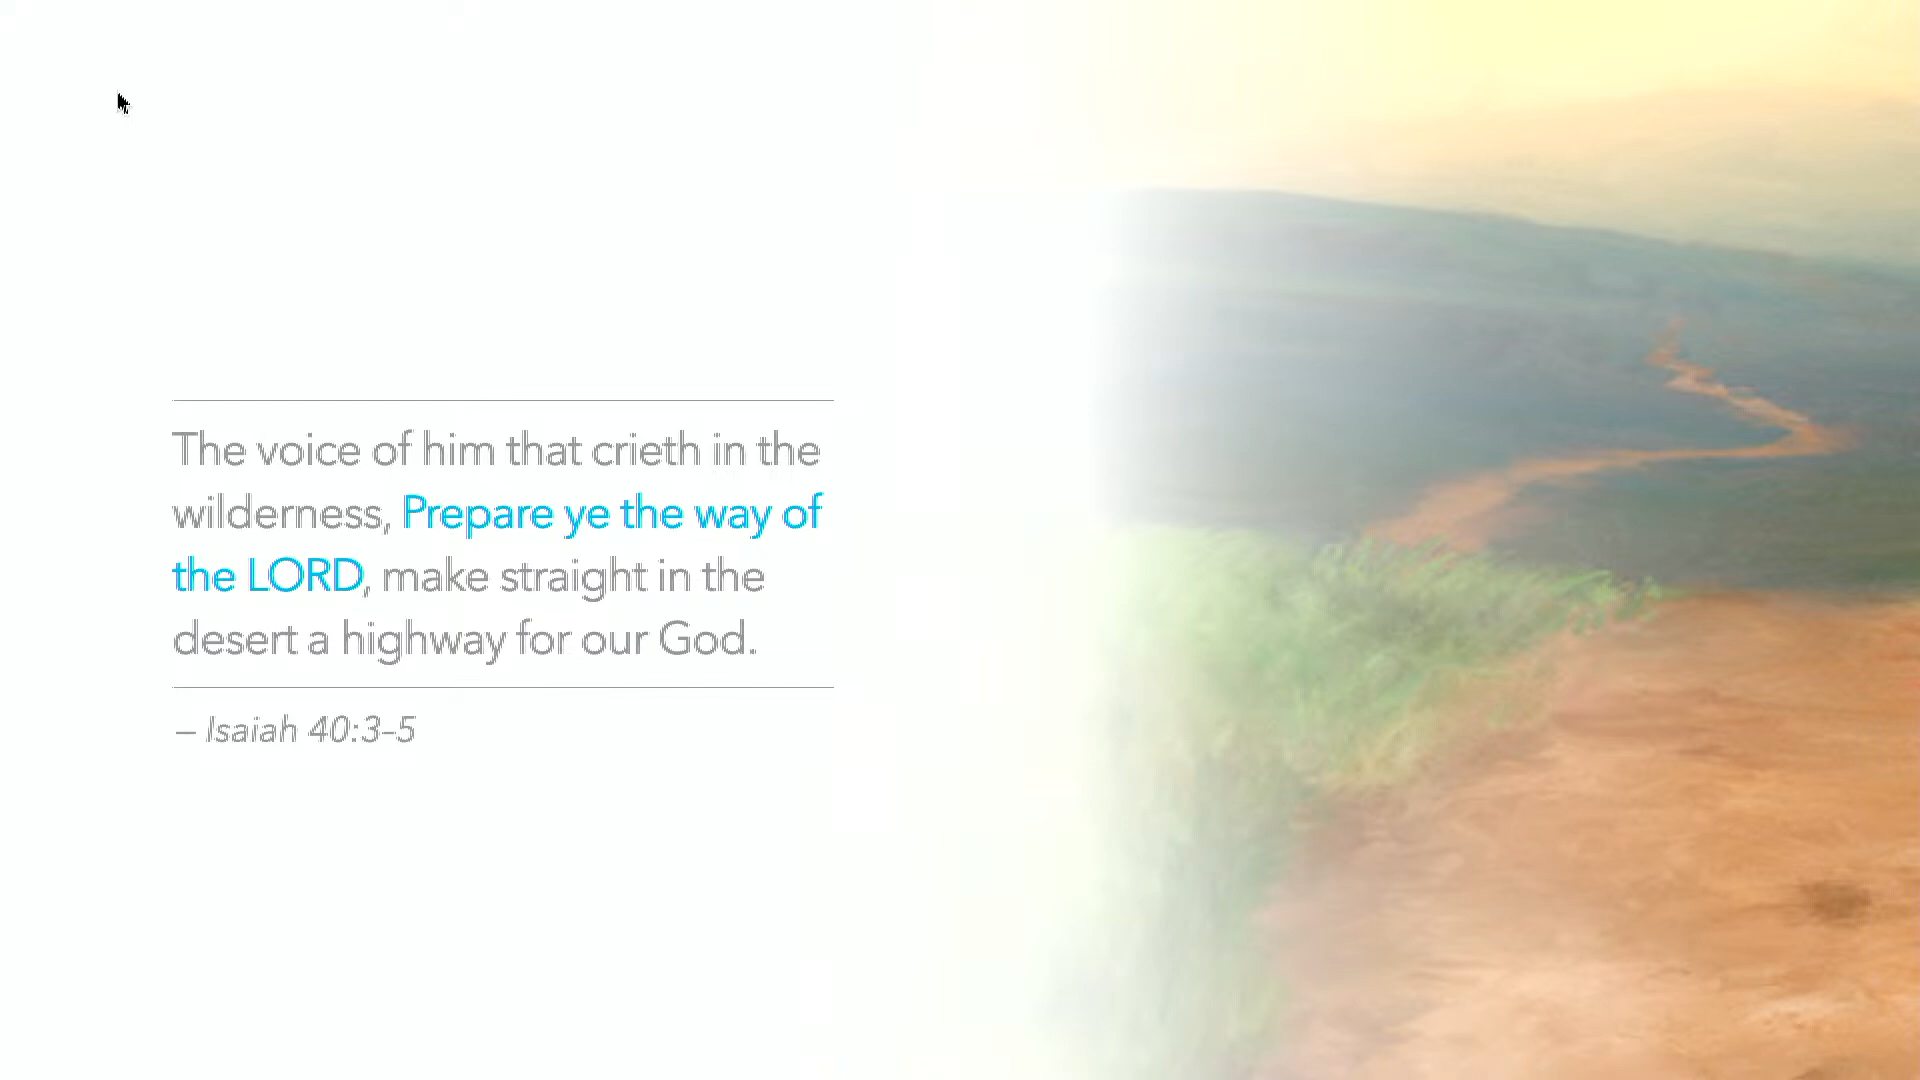 The voice of him that crieth in the
wilderness, Prepare ye the way of
the LORD, make straight in the
desert a highway for our God.
– Isaiah 40:3–5